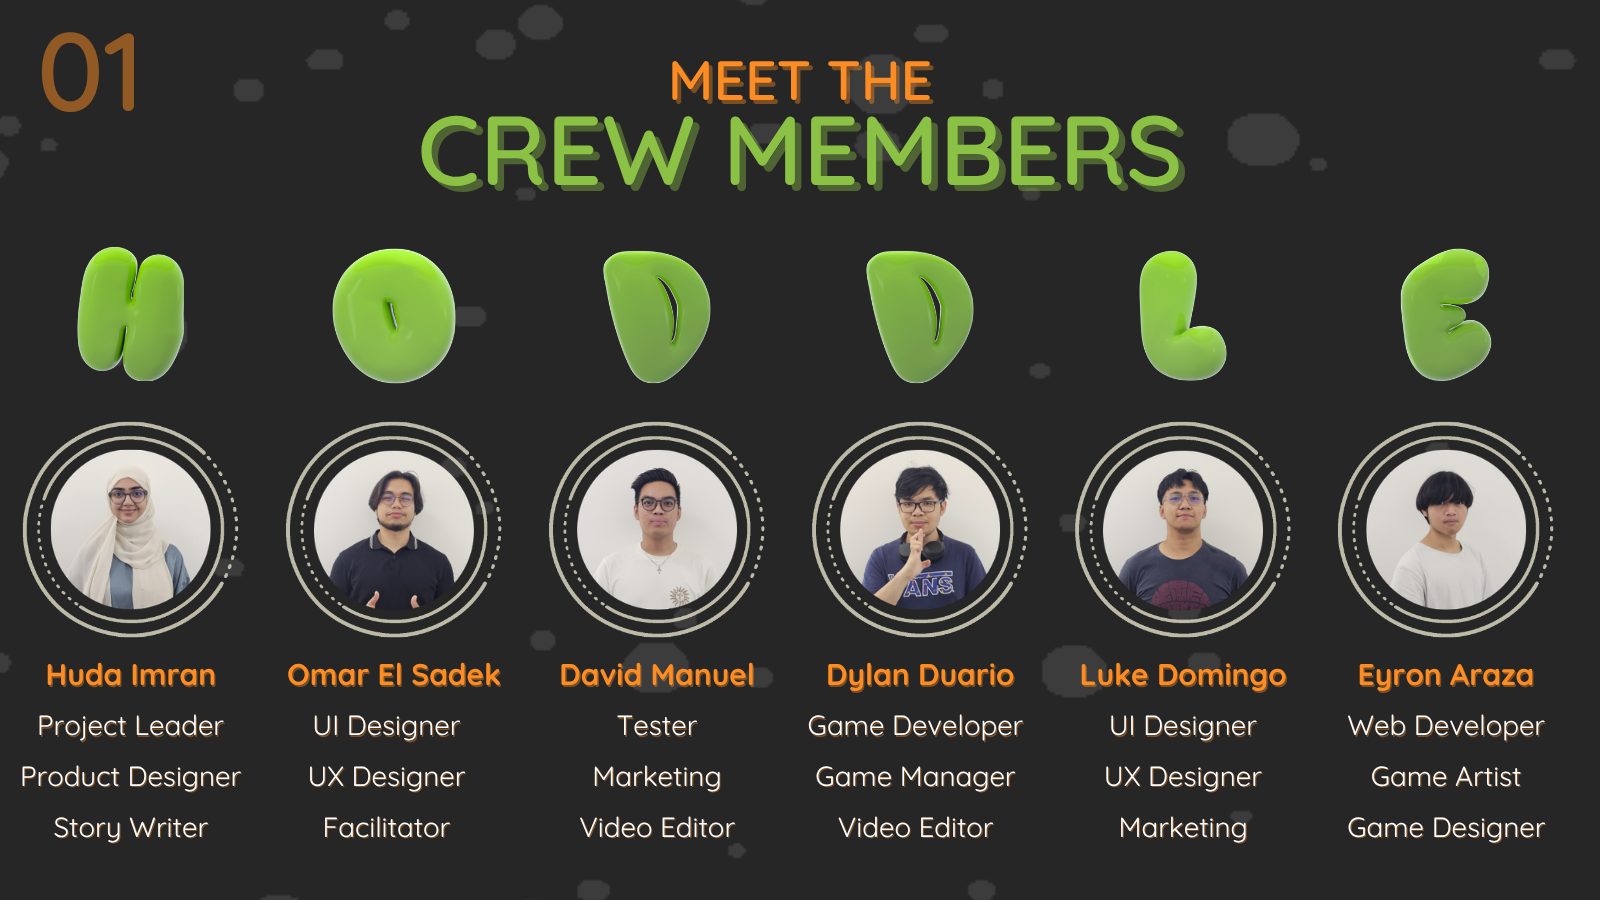 01
MEET THE
CREW MEMBERS
H O D D L E
VANS
Huda Imran Omar El Sadek David Manuel Dylan Duario Luke Domingo Eyron Araza
Project Leader UI Designer Tester Game Developer UI Designer Web Developer
Product Designer UX Designer Marketing Game Manager UX Designer Game Artist
Story Writer Facilitator Video Editor Video Editor Marketing Game Designer